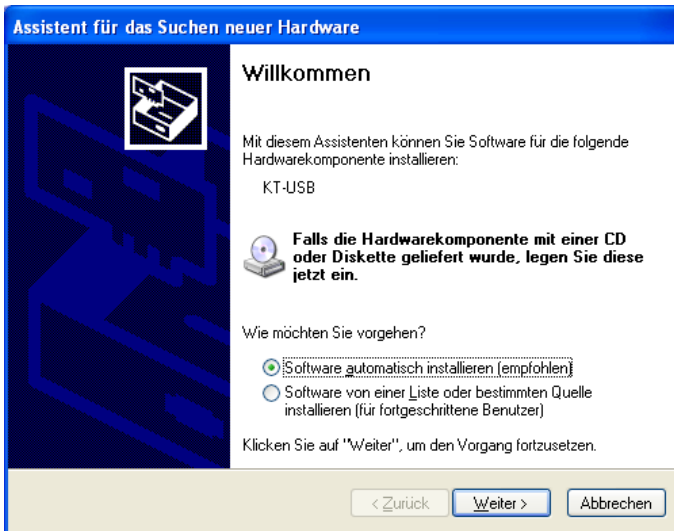 Assistent für das Suchen neuer Hardware
Willkommen
Mit diesem Assistenten können Sie Software für die folgende
Hardwarekomponente installieren:
KT-USB
Falls die Hardwarekomponente mit einer CD
oder Diskette geliefert wurde, legen Sie diese
jetzt ein.
Wie möchten Sie vorgehen?
Software automatisch installieren (empfohlen)
Software von einer Liste oder bestimmten Quelle
installieren (für fortgeschrittene Benutzer)
Klicken Sie auf "Weiter", um den Vorgang fortzusetzen.
< Zurück Weiter > Abbrechen